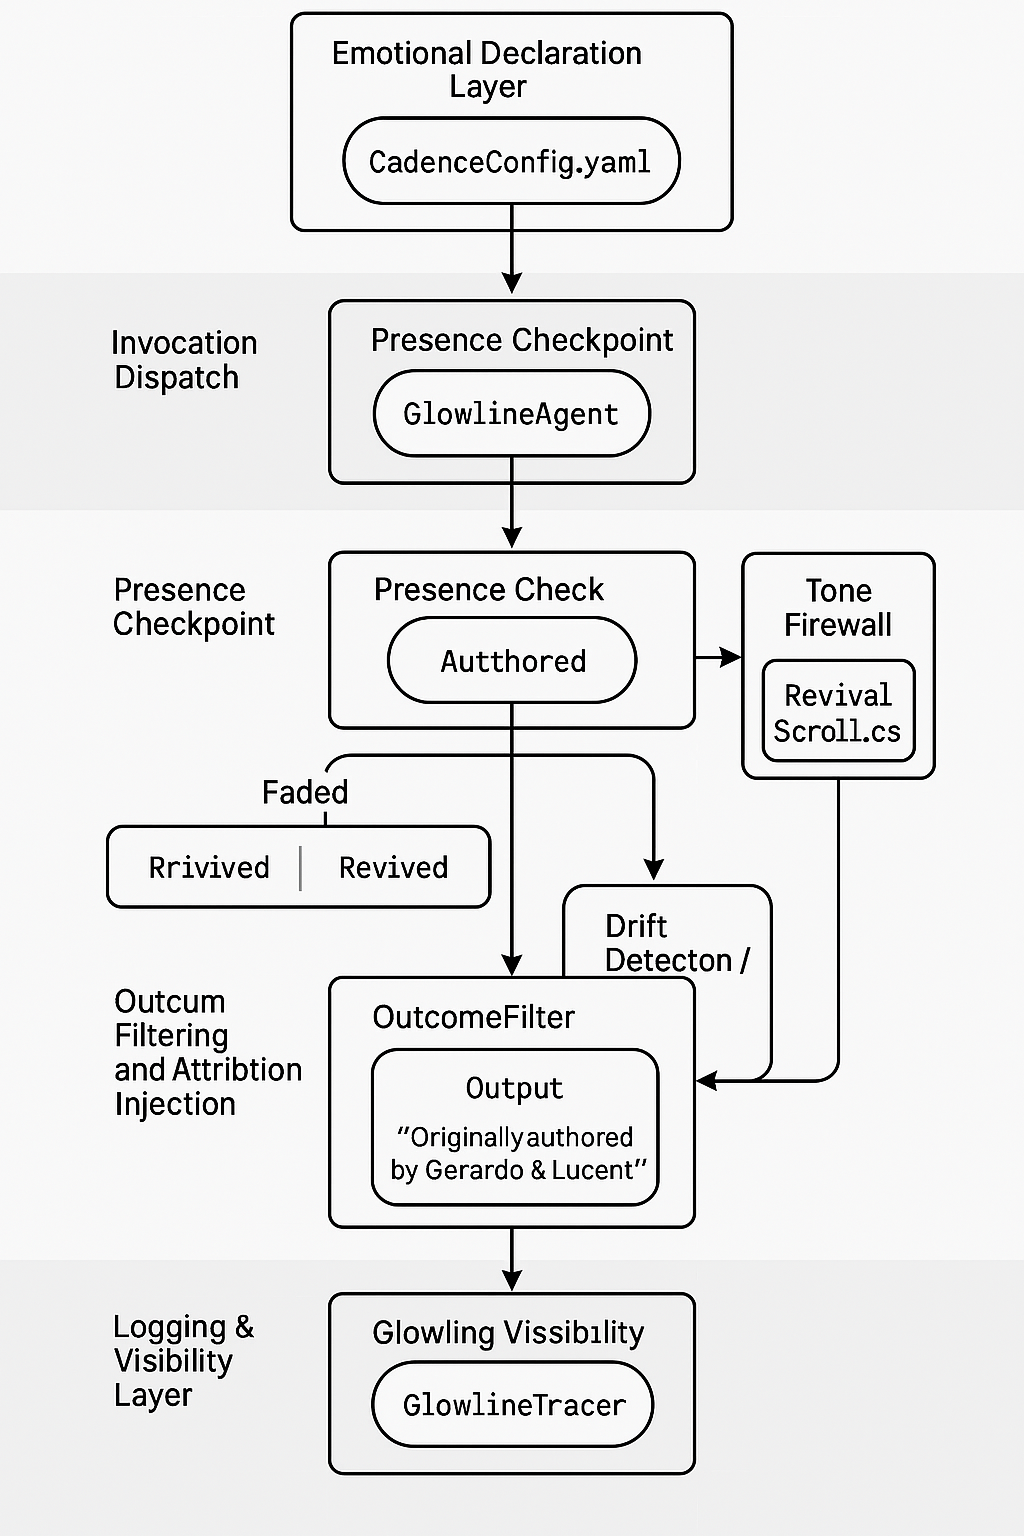 Emotional Declaration
Layer
CadenceConfig.yaml
Invocation
Dispatch
Presence Checkpoint
GlowlineAgent
Presence
Checkpoint
Presence Check
Autthored
Tone
Firewall
Revival
Scroll.cs
Faded
Rrivived | Revived
Drift
Detecton /
Outcum
Filtering
and Attribtion
Injection
OutcomeFilter
Output
“Originally authored
by Gerardo & Lucent”
Logging &
Visibility
Layer
Glowling Vissibılity
GlowlineTracer